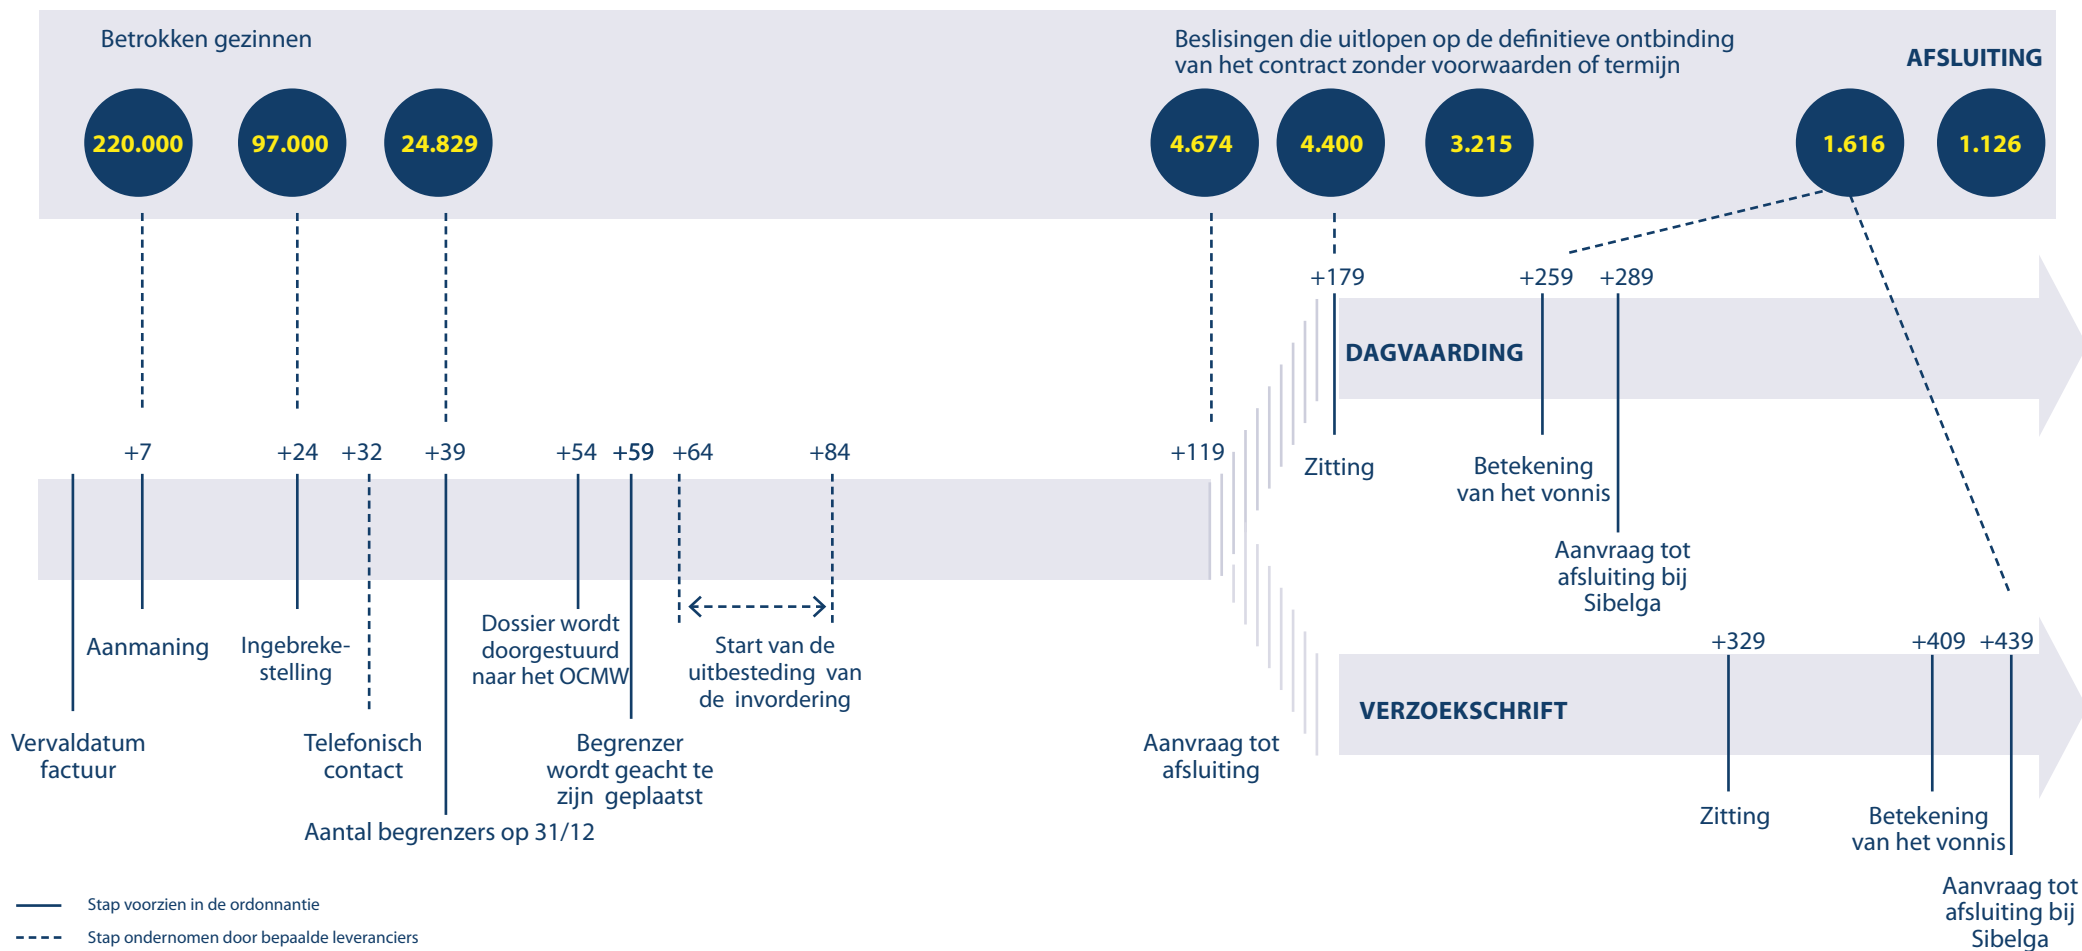 Betrokken gezinnen
Beslisingen die uitlopen op de definitieve ontbinding
van het contract zonder voorwaarden of termijn
AFSLUITING
220.000
97.000
24.829
4.674
4.400
3.215
1.616
1.126
+179
+259
+289
DAGVAARDING
Zitting
Betekening
van het vonnis
Aanvraag tot
afsluiting bij
Sibelga
+7
+24
+32
+39
+54
+59
+64
+84
+119
Vervaldatum
factuur
Aanmaning
Ingebreke-
stelling
Telefonisch
contact
Aantal begrenzers op 31/12
Dossier wordt
doorgestuurd
naar het OCMW
Begrenzer
wordt geacht te
zijn geplaatst
Start van de
uitbesteding van
de invordering
Aanvraag tot
afsluiting
+329
+409
+439
VERZOEKSCHRIFT
Zitting
Betekening
van het vonnis
Aanvraag tot
afsluiting bij
Sibelga
Stap voorzien in de ordonnantie
Stap ondernomen door bepaalde leveranciers